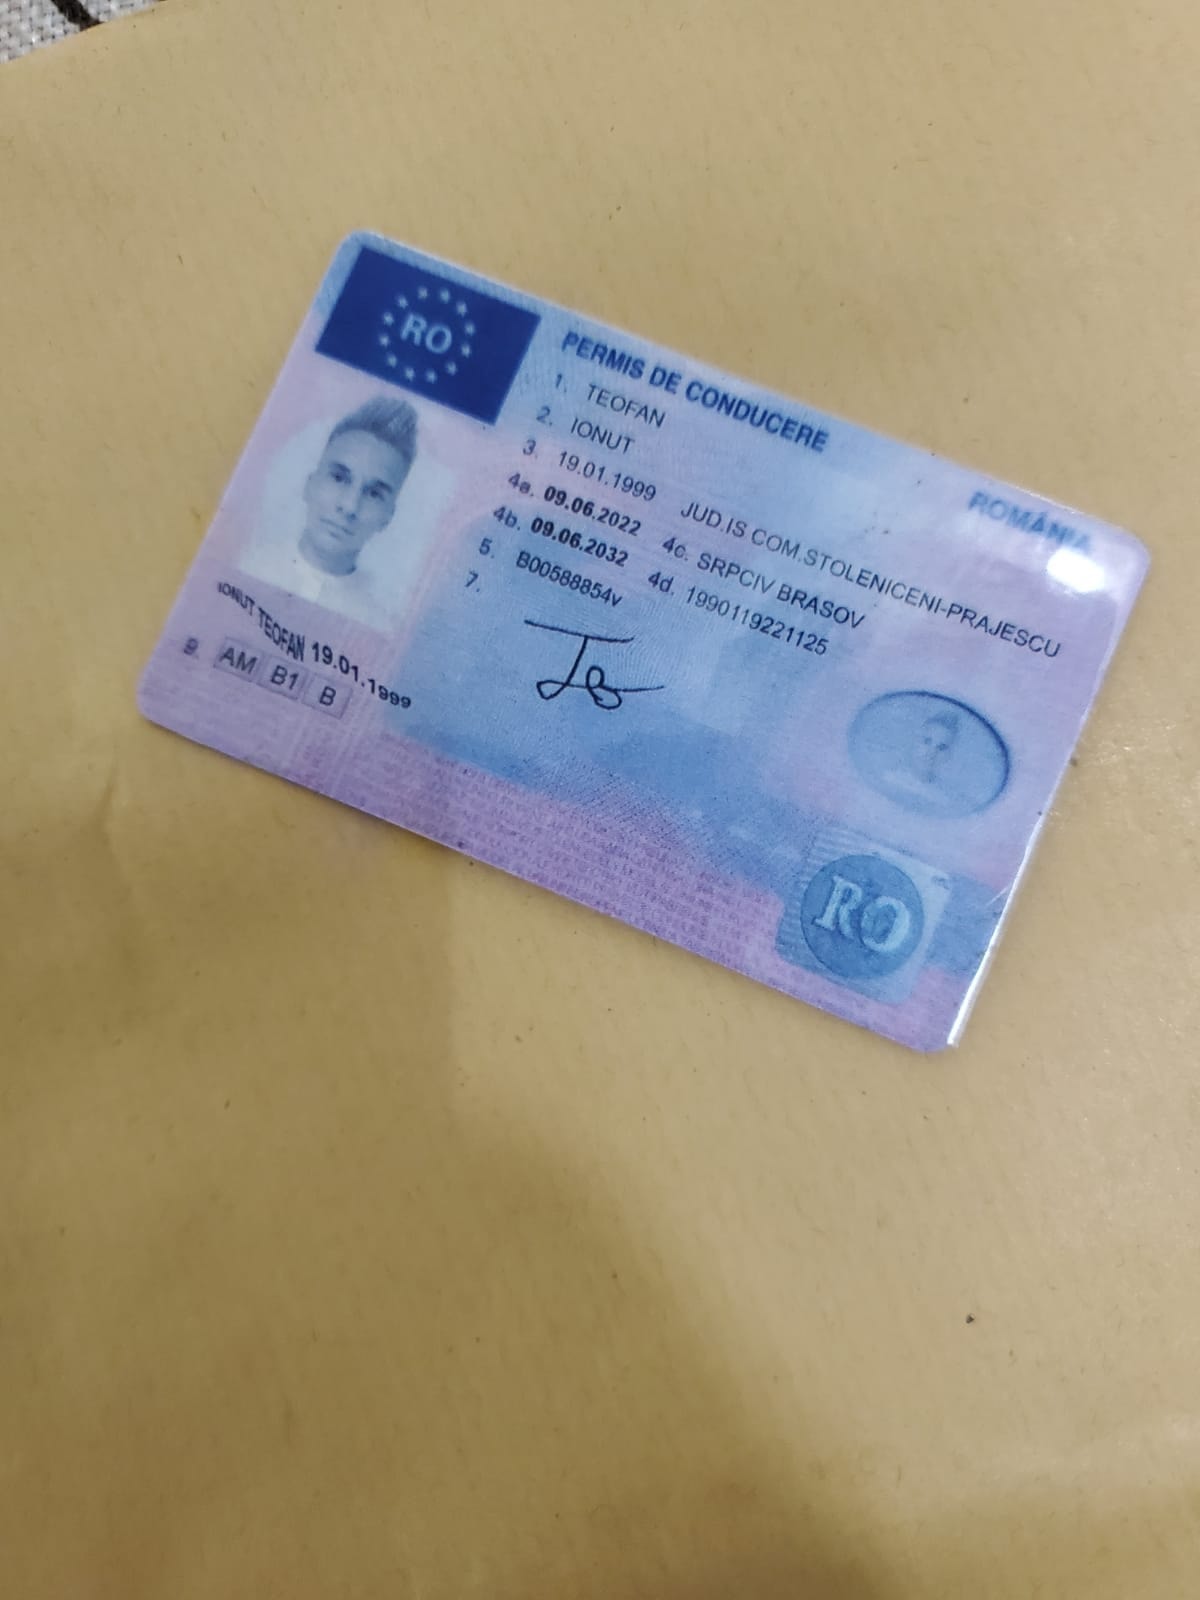 RO
PERMIS DE CONDUCERE
ROMÂNIA
1. TEOFAN
2. IONUT
3. 19.01.1999 JUD.IS COM.STOLENICENI-PRAJESCU
4a. 09.06.2022 4c. SRPCIV BRASOV
4b. 09.06.2032 4d. 1990119221125
5. B00588854v
7.
IONUT TEOFAN 19.01.1999
9. AM B1 B
RO